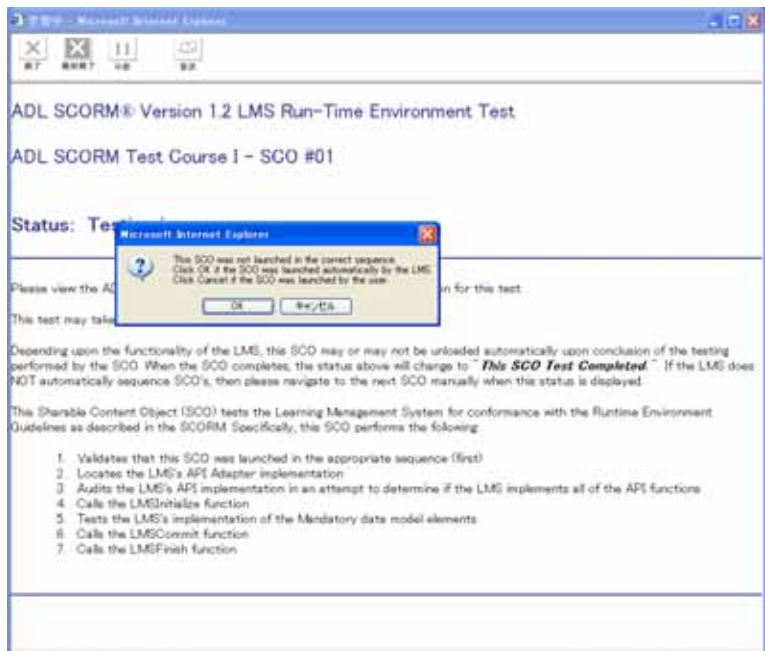 学習中 - Microsoft Internet Explorer
終了 中断
ADL SCORM® Version 1.2 LMS Run-Time Environment Test
ADL SCORM Test Course I - SCO #01
Status: Tes
Microsoft Internet Explorer
This SCO was not launched in the correct sequence.
Click OK if the SCO was launched automatically by the LMS.
Click Cancel if the SCO was launched by the user.
OK キャンセル
Please view the AD on for this test.
This test may take
Depending upon the functionality of the LMS, this SCO may or may not be unloaded automatically upon conclusion of the testing
performed by the SCO. When the SCO completes, the status above will change to "This SCO Test Completed.". If the LMS does
NOT automatically sequence SCO's, then please navigate to the next SCO manually when this status is displayed.
This Sharable Content Object (SCO) tests the Learning Management System for conformance with the Runtime Environment
Guidelines as described in the SCORM. Specifically, this SCO performs the following:
1. Validates that this SCO was launched in the appropriate sequence (first)
2. Locates the LMS's API Adapter implementation
3. Audits the LMS's API implementation in an attempt to determine if the LMS implements all of the API functions
4. Calls the LMSInitialize function
5. Tests the LMS's implementation of the Mandatory data model elements
6. Calls the LMSCommit function
7. Calls the LMSFinish function